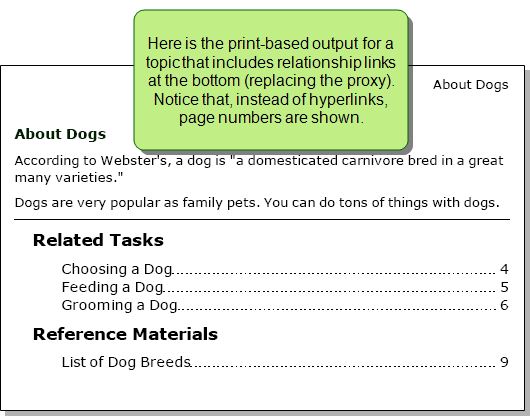 Here is the print-based output for a
topic that includes relationship links
at the bottom (replacing the proxy).
Notice that, instead of hyperlinks,
page numbers are shown.
About Dogs
About Dogs
According to Webster's, a dog is "a domesticated carnivore bred in a great
many varieties."
Dogs are very popular as family pets. You can do tons of things with dogs.
Related Tasks
Choosing a Dog........................................................................ 4
Feeding a Dog.......................................................................... 5
Grooming a Dog....................................................................... 6
Reference Materials
List of Dog Breeds.................................................................... 9